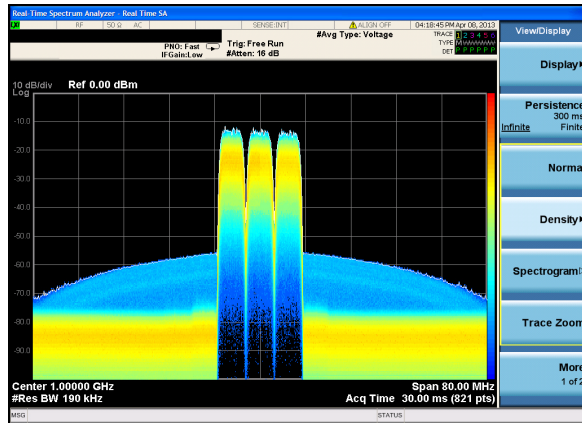 Real-Time Spectrum Analyzer - Real Time SA
RF 50 Ω AC SENSE:INT ALIGN OFF 04:18:45 PM Apr 08, 2013
#Avg Type: Voltage
TRACE 1 2 3 4 5 6
PNO: Fast Trig: Free Run
TYPE M
IFGain:Low #Atten: 16 dB
DET P P P P P P
10 dB/div Ref 0.00 dBm
Log
-10.0
-20.0
-30.0
-40.0
-50.0
-60.0
-70.0
-80.0
-90.0
Center 1.00000 GHz Span 80.00 MHz
#Res BW 190 kHz Acq Time 30.00 ms (821 pts)
MSG STATUS
View/Display
Display
Persistence
300 ms
Infinite Finite
Norma
Density
Spectrogram
Trace Zoom
More
1 of 2